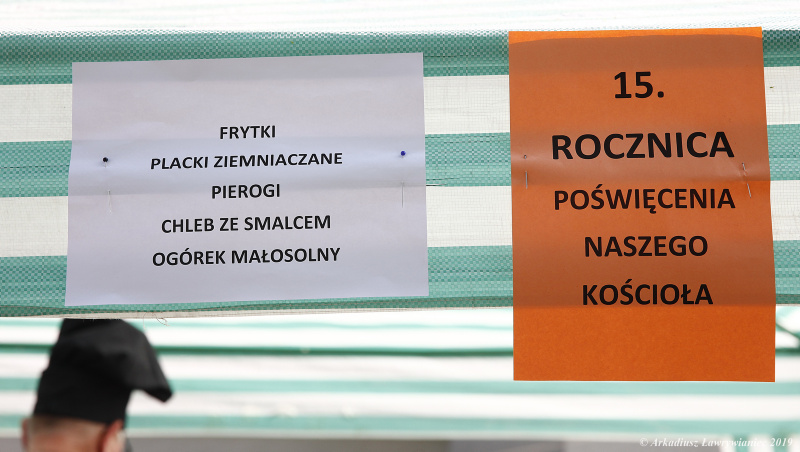 FRYTKI
PLACKI ZIEMNIACZANE
PIEROGI
CHLEB ZE SMALCEM
OGÓREK MAŁOSOLNY
15.
ROCZNICA
POŚWIĘCENIA
NASZEGO
KOŚCIOŁA
© Arkadiusz Ławrywianiec 2019